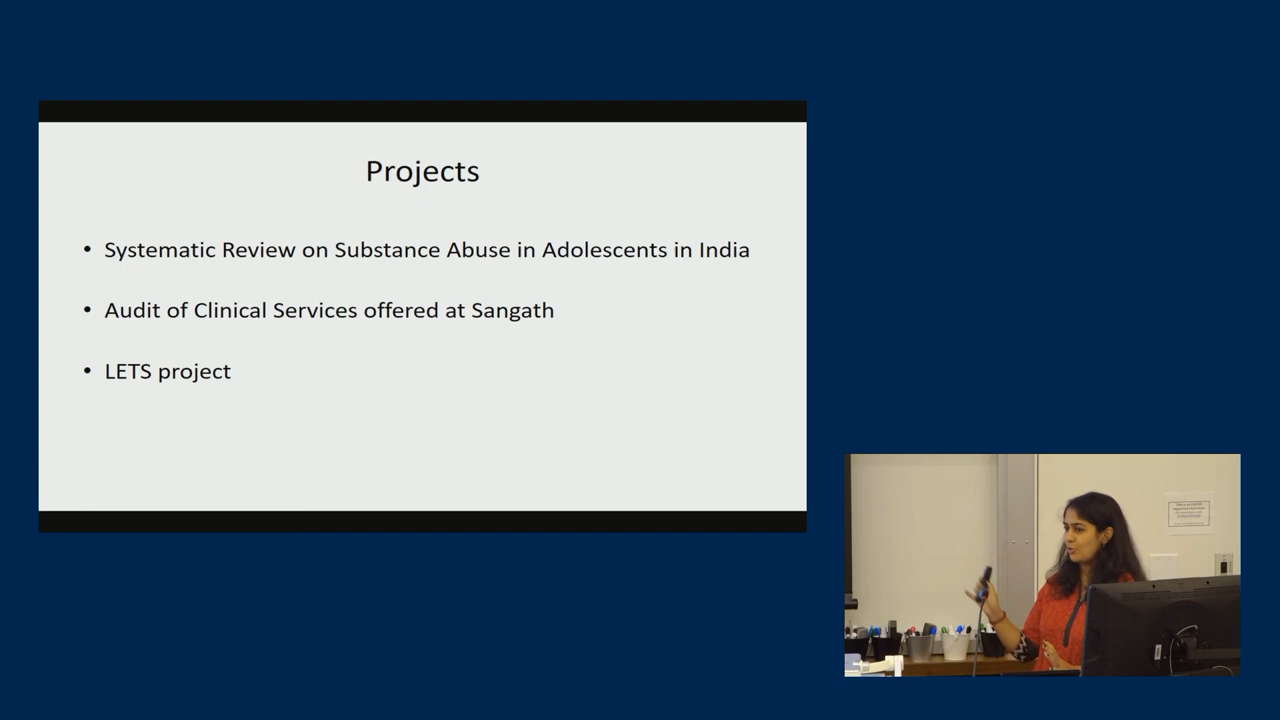 Projects
• Systematic Review on Substance Abuse in Adolescents in India
• Audit of Clinical Services offered at Sangath
• LETS project